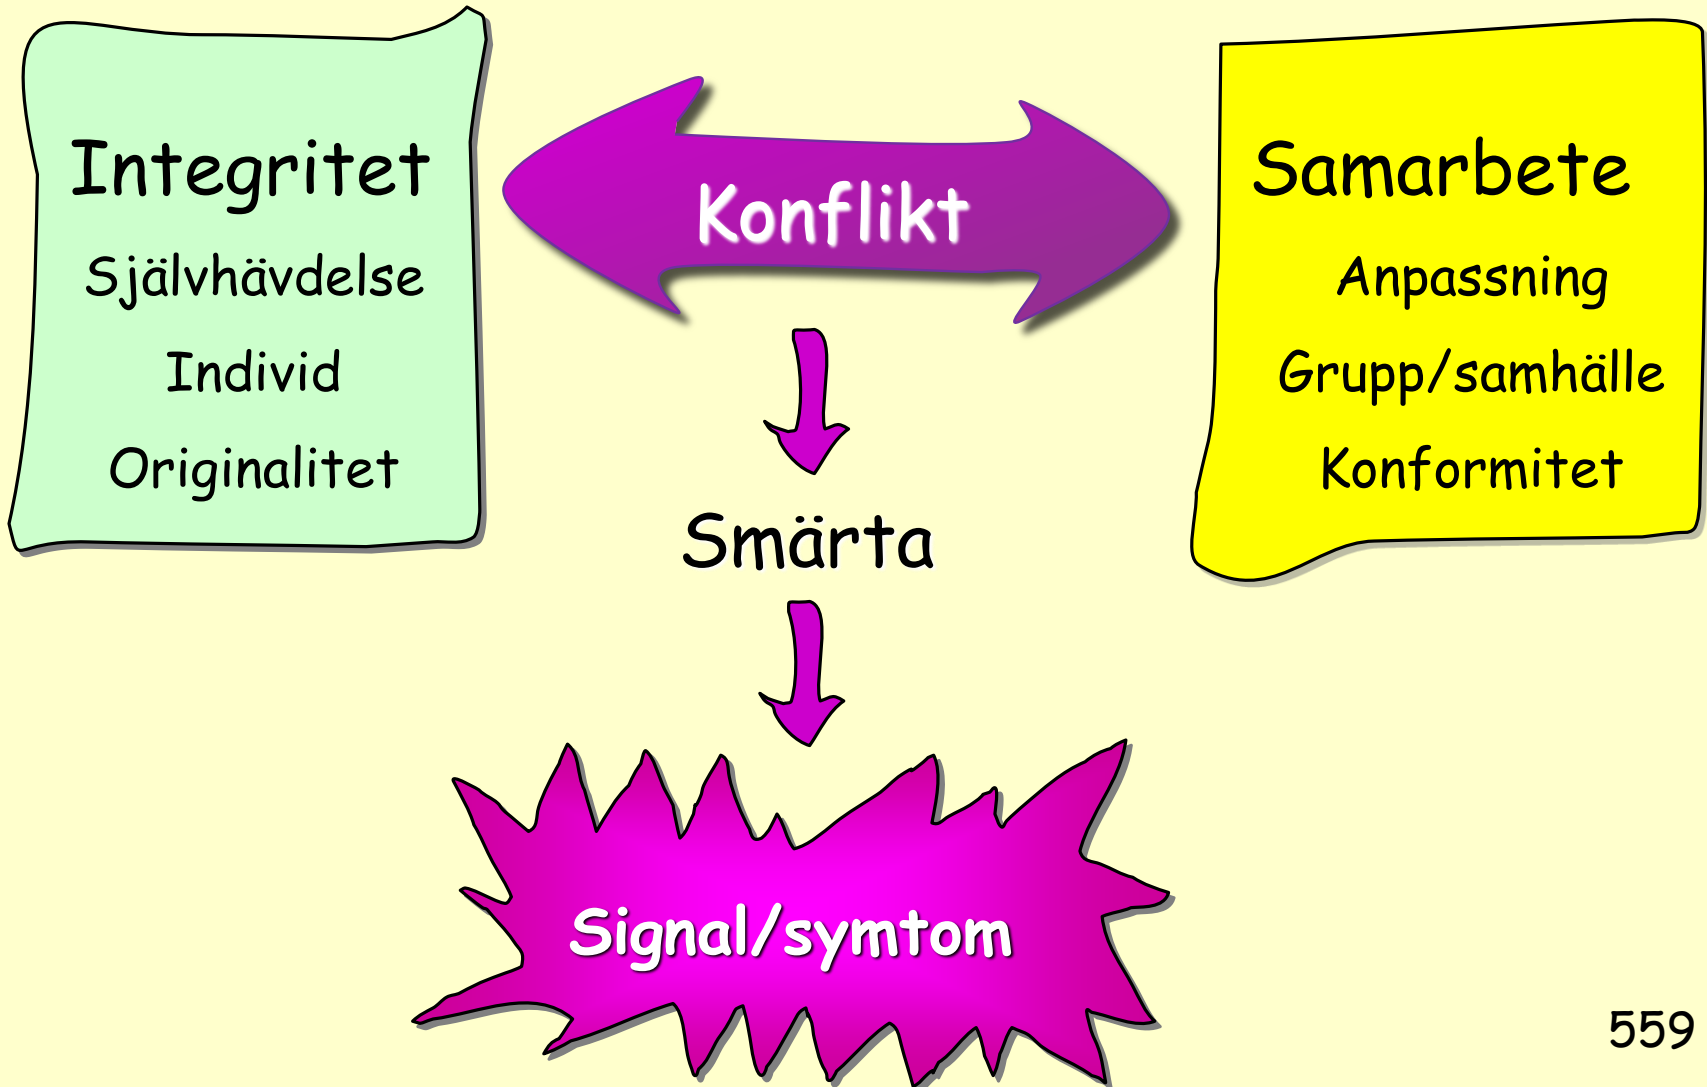 Integritet
Självhävdelse
Individ
Originalitet
Konflikt
Samarbete
Anpassning
Grupp/samhälle
Konformitet
Smärta
Signal/symtom
559